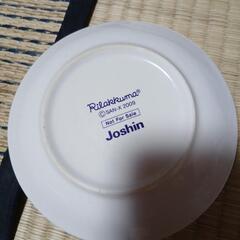 Rilakkuma®
©SAN-X 2009
Not For Sale
Joshin